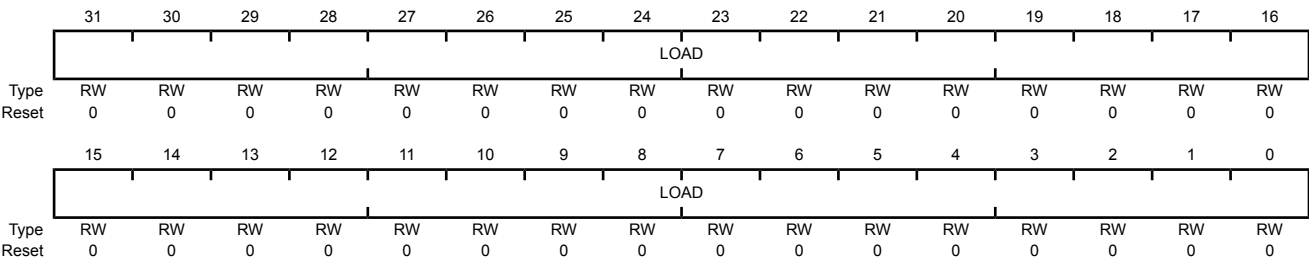 31 30 29 28 27 26 25 24 23 22 21 20 19 18 17 16
LOAD
Type RW RW RW RW RW RW RW RW RW RW RW RW RW RW RW RW
Reset 0 0 0 0 0 0 0 0 0 0 0 0 0 0 0 0
15 14 13 12 11 10 9 8 7 6 5 4 3 2 1 0
LOAD
Type RW RW RW RW RW RW RW RW RW RW RW RW RW RW RW RW
Reset 0 0 0 0 0 0 0 0 0 0 0 0 0 0 0 0